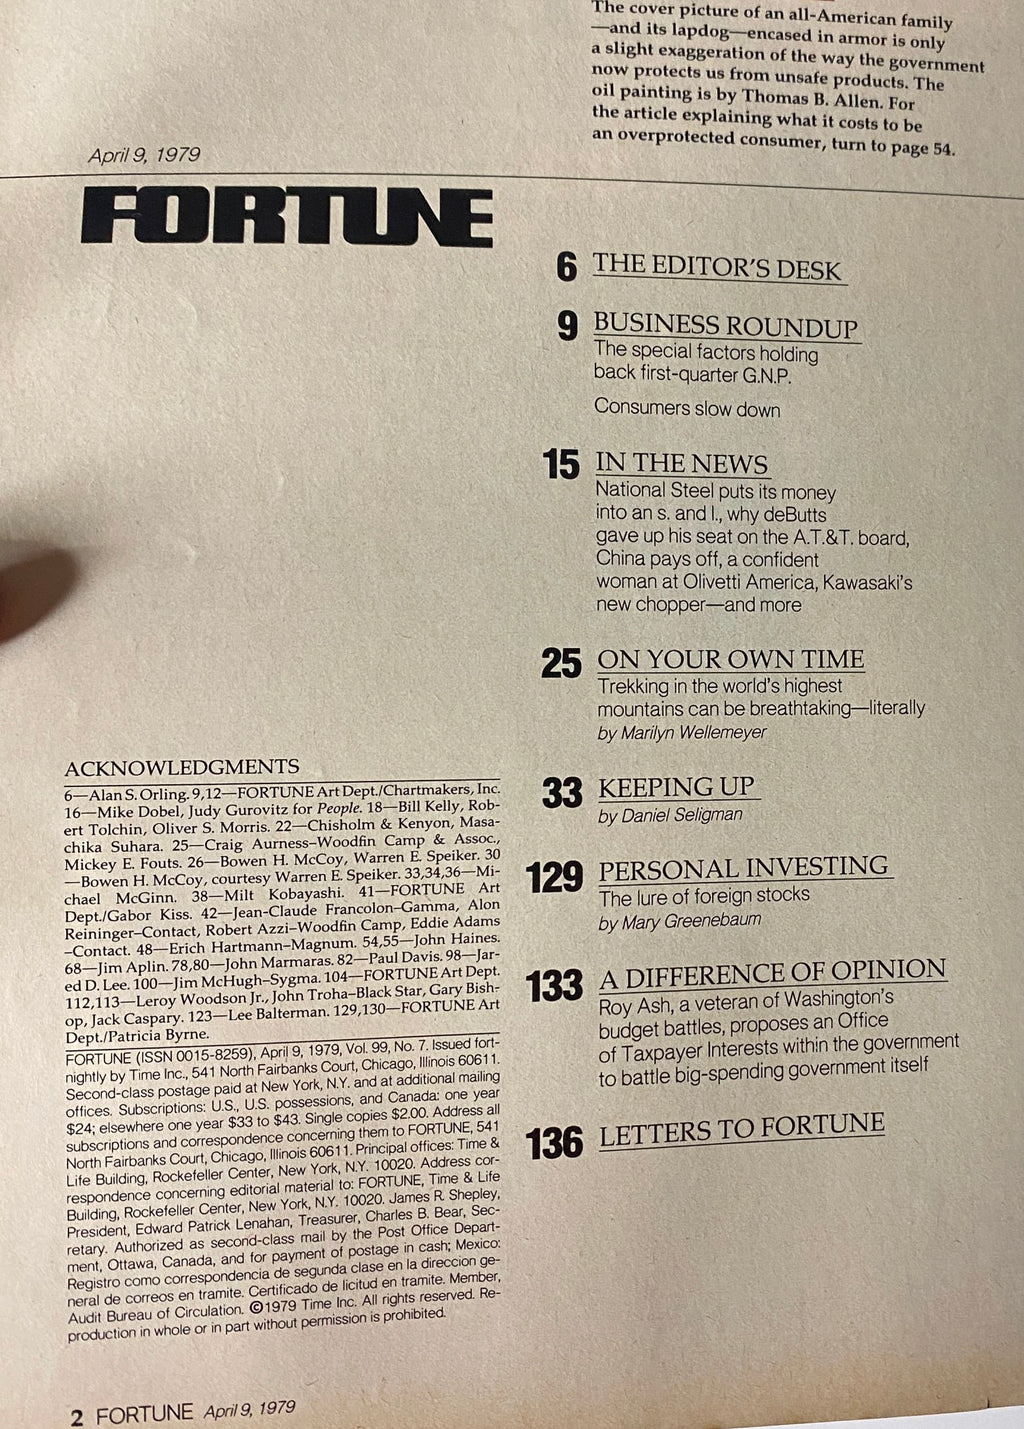 The cover picture of an all-American family
—and its lapdog—encased in armor is only
a slight exaggeration of the way the government
now protects us from unsafe products. The
oil painting is by Thomas B. Allen. For
the article explaining what it costs to be
an overprotected consumer, turn to page 54.
April 9, 1979
FORTUNE
6 THE EDITOR'S DESK
9 BUSINESS ROUNDUP
The special factors holding
back first-quarter G.N.P.
Consumers slow down
15 IN THE NEWS
National Steel puts its money
into an s. and l., why deButts
gave up his seat on the A.T.&T. board,
China pays off, a confident
woman at Olivetti America, Kawasaki's
new chopper—and more
25 ON YOUR OWN TIME
Trekking in the world's highest
mountains can be breathtaking—literally
by Marilyn Wellemeyer
33 KEEPING UP
by Daniel Seligman
129 PERSONAL INVESTING
The lure of foreign stocks
by Mary Greenebaum
133 A DIFFERENCE OF OPINION
Roy Ash, a veteran of Washington's
budget battles, proposes an Office
of Taxpayer Interests within the government
to battle big-spending government itself
136 LETTERS TO FORTUNE
ACKNOWLEDGMENTS
6—Alan S. Orling. 9,12—FORTUNE Art Dept./Chartmakers, Inc.
16—Mike Dobel, Judy Gurovitz for People. 18—Bill Kelly, Rob-
ert Tolchin, Oliver S. Morris. 22—Chisholm & Kenyon, Masa-
chika Suhara. 25—Craig Aurness–Woodfin Camp & Assoc.,
Mickey E. Fouts. 26—Bowen H. McCoy, Warren E. Speiker. 30
—Bowen H. McCoy, courtesy Warren E. Speiker. 33,34,36—Mi-
chael McGinn. 38—Milt Kobayashi. 41—FORTUNE Art
Dept./Gabor Kiss. 42—Jean-Claude Francolon–Gamma, Alon
Reininger–Contact, Robert Azzi–Woodfin Camp, Eddie Adams
–Contact. 48—Erich Hartmann–Magnum. 54,55—John Haines.
68—Jim Aplin. 78,80—John Marmaras. 82—Paul Davis. 98—Jar-
ed D. Lee. 100—Jim McHugh–Sygma. 104—FORTUNE Art Dept.
112,113—Leroy Woodson Jr., John Troha–Black Star, Gary Bish-
op, Jack Caspary. 123—Lee Balterman. 129,130—FORTUNE Art
Dept./Patricia Byrne.
FORTUNE (ISSN 0015-8259), April 9, 1979, Vol. 99, No. 7. Issued fort-
nightly by Time Inc., 541 North Fairbanks Court, Chicago, Illinois 60611.
Second-class postage paid at New York, N.Y. and at additional mailing
offices. Subscriptions: U.S., U.S. possessions, and Canada: one year
$24; elsewhere one year $33 to $43. Single copies $2.00. Address all
subscriptions and correspondence concerning them to FORTUNE, 541
North Fairbanks Court, Chicago, Illinois 60611. Principal offices: Time &
Life Building, Rockefeller Center, New York, N.Y. 10020. Address cor-
respondence concerning editorial material to: FORTUNE, Time & Life
Building, Rockefeller Center, New York, N.Y. 10020. James R. Shepley,
President, Edward Patrick Lenahan, Treasurer, Charles B. Bear, Sec-
retary. Authorized as second-class mail by the Post Office Depart-
ment, Ottawa, Canada, and for payment of postage in cash; Mexico:
Registro como correspondencia de segunda clase en la direccion ge-
neral de correos en tramite. Certificado de licitud en tramite. Member,
Audit Bureau of Circulation. ©1979 Time Inc. All rights reserved. Re-
production in whole or in part without permission is prohibited.
2 FORTUNE April 9, 1979